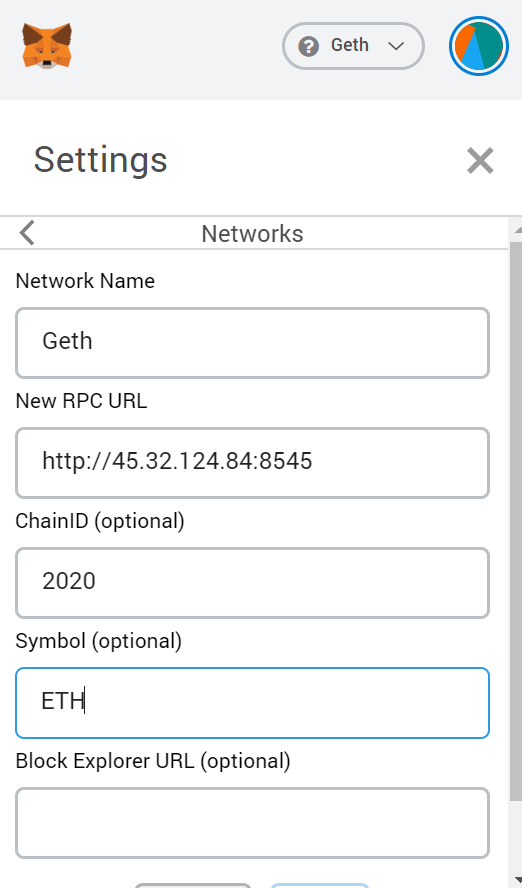 Geth
Settings
Networks
Network Name
Geth
New RPC URL
http://45.32.124.84:8545
ChainID (optional)
2020
Symbol (optional)
ETH
Block Explorer URL (optional)